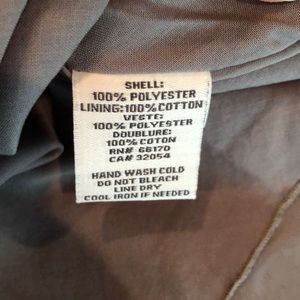 SHELL:
100% POLYESTER
LINING:100%COTTON
VESTE:
100% POLYESTER
DOUBLURE:
100% COTON
RN# 66170
CA# 32054
HAND WASH COLD
DO NOT BLEACH
LINE DRY
COOL IRON IF NEEDED